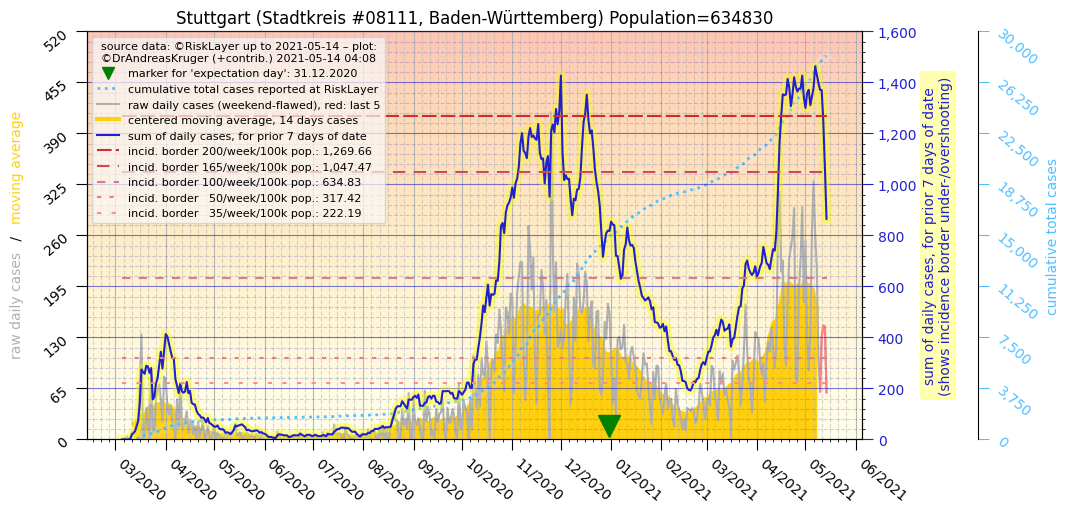 Stuttgart (Stadtkreis #08111, Baden-Württemberg) Population=634830
source data: ©RiskLayer up to 2021-05-14 – plot:
©DrAndreasKruger (+contrib.) 2021-05-14 04:08
marker for 'expectation day': 31.12.2020
cumulative total cases reported at RiskLayer
raw daily cases (weekend-flawed), red: last 5
centered moving average, 14 days cases
sum of daily cases, for prior 7 days of date
incid. border 200/week/100k pop.: 1,269.66
incid. border 165/week/100k pop.: 1,047.47
incid. border 100/week/100k pop.: 634.83
incid. border   50/week/100k pop.: 317.42
incid. border   35/week/100k pop.: 222.19
raw daily cases / moving average
520
455
390
325
260
195
130
65
0
1,600
1,400
1,200
1,000
800
600
400
200
0
sum of daily cases, for prior 7 days of date
(shows incidence border under-/overshooting)
30,000
26,250
22,500
18,750
15,000
11,250
7,500
3,750
0
cumulative total cases
03/2020
04/2020
05/2020
06/2020
07/2020
08/2020
09/2020
10/2020
11/2020
12/2020
01/2021
02/2021
03/2021
04/2021
05/2021
06/2021